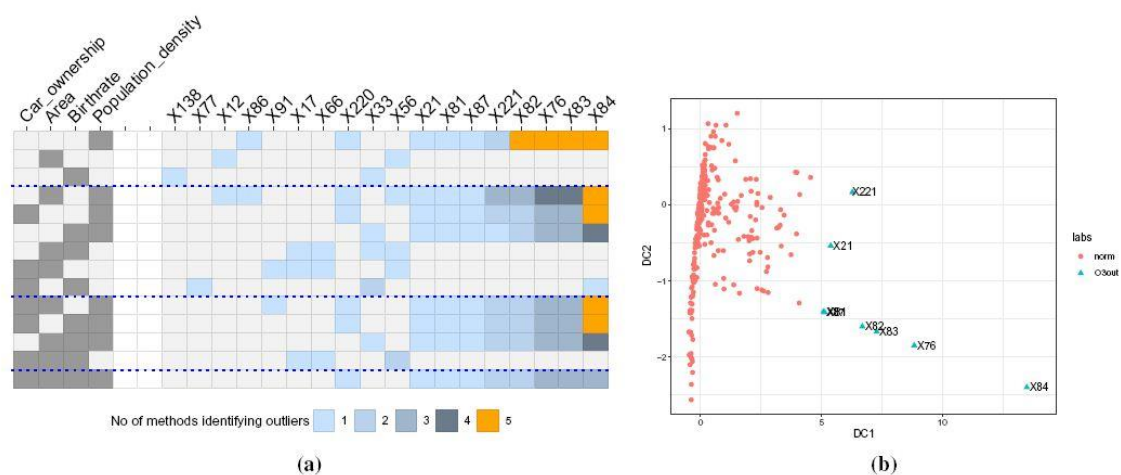 Car_ownership
Area
Birthrate
Population_density
X138
X77
X12
X86
X91
X17
X66
X220
X33
X56
X21
X81
X87
X221
X82
X76
X83
X84
No of methods identifying outliers 1 2 3 4 5
(a)
1
0
−1
−2
DC2
X221
X21
X81
X82
X83
X76
X84
0 5 10
DC1
labs
norm
O3out
(b)